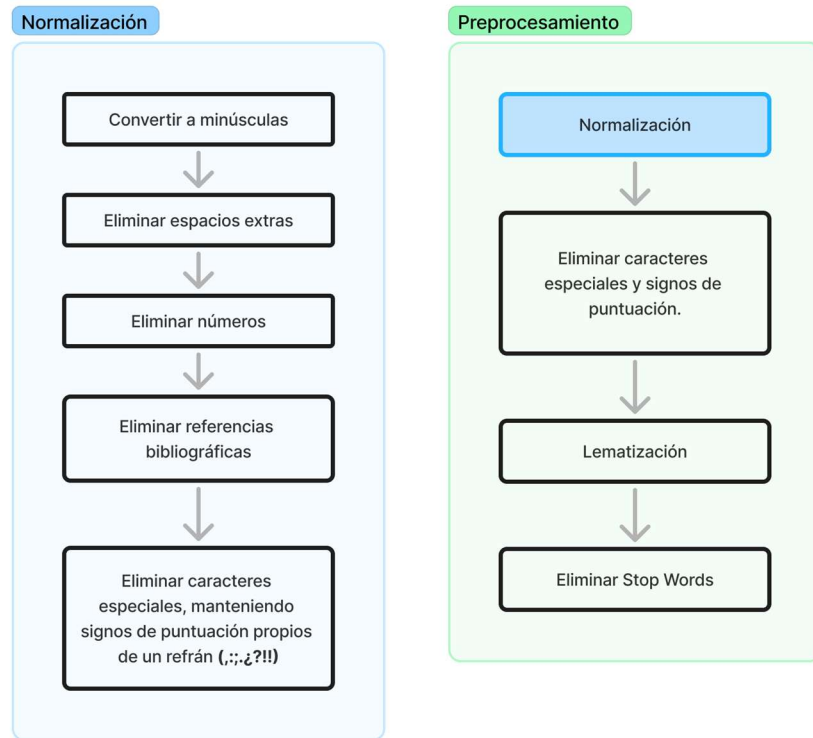 Normalización
Convertir a minúsculas
Eliminar espacios extras
Eliminar números
Eliminar referencias
bibliográficas
Eliminar caracteres
especiales, manteniendo
signos de puntuación propios
de un refrán (,:;.¿?!!)
Preprocesamiento
Normalización
Eliminar caracteres
especiales y signos de
puntuación.
Lematización
Eliminar Stop Words